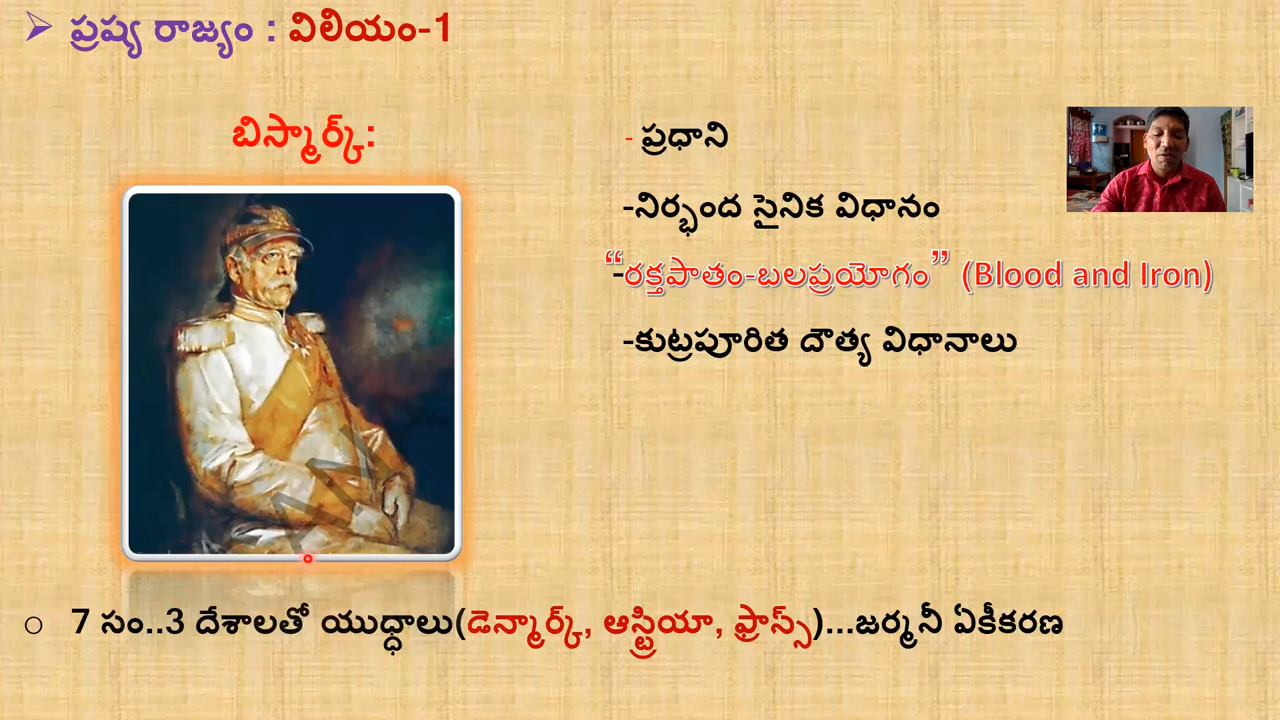 ➢ ప్రష్య రాజ్యం : విలియం-1
బిస్మార్క్:
- ప్రధాని
-నిర్భంద సైనిక విధానం
-“రక్తపాతం-బలప్రయోగం” (Blood and Iron)
-కుట్రపూరిత దౌత్య విధానాలు
o 7 సం..3 దేశాలతో యుద్ధాలు(డెన్మార్క్, ఆస్ట్రియా, ఫ్రాన్స్)...జర్మనీ ఏకీకరణ